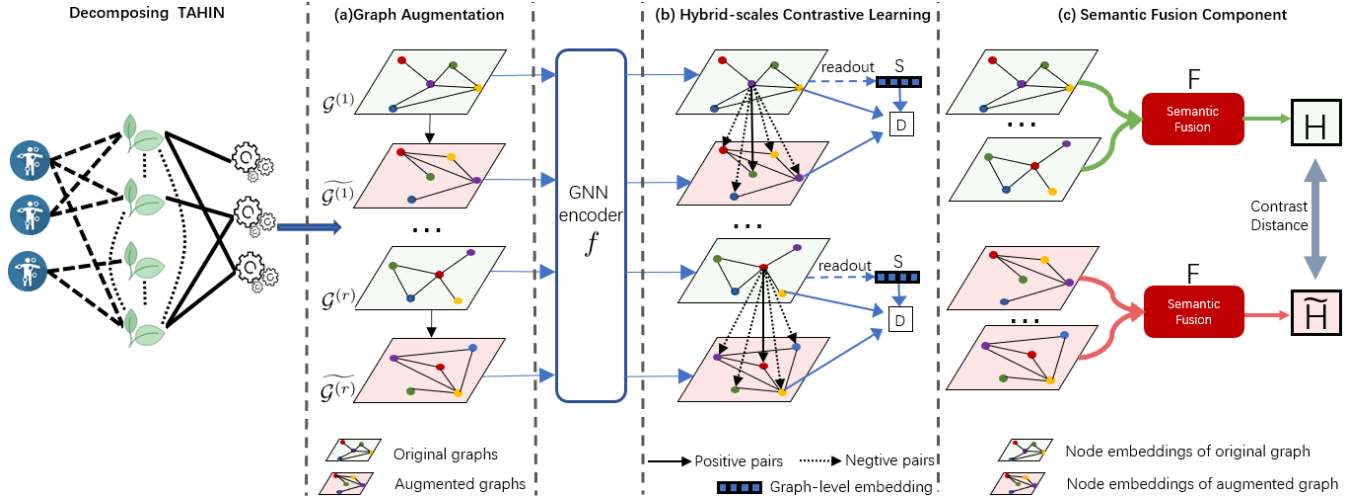 Decomposing TAHIN
(a)Graph Augmentation
(b) Hybrid-scales Contrastive Learning
(c) Semantic Fusion Component
𝒢^(1)
\widetilde{𝒢^(1)}
...
𝒢^(r)
\widetilde{𝒢^(r)}
Original graphs
Augmented graphs
GNN
encoder
f
readout
S
D
...
readout
S
D
Positive pairs
Negtive pairs
Graph-level embedding
...
F
Semantic
Fusion
H
Contrast
Distance
...
F
Semantic
Fusion
H̃
Node embeddings of original graph
Node embeddings of augmented graph